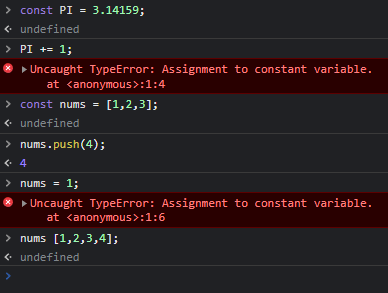 const PI = 3.14159;
undefined
PI += 1;
Uncaught TypeError: Assignment to constant variable.
at <anonymous>:1:4
const nums = [1,2,3];
undefined
nums.push(4);
4
nums = 1;
Uncaught TypeError: Assignment to constant variable.
at <anonymous>:1:6
nums [1,2,3,4];
undefined